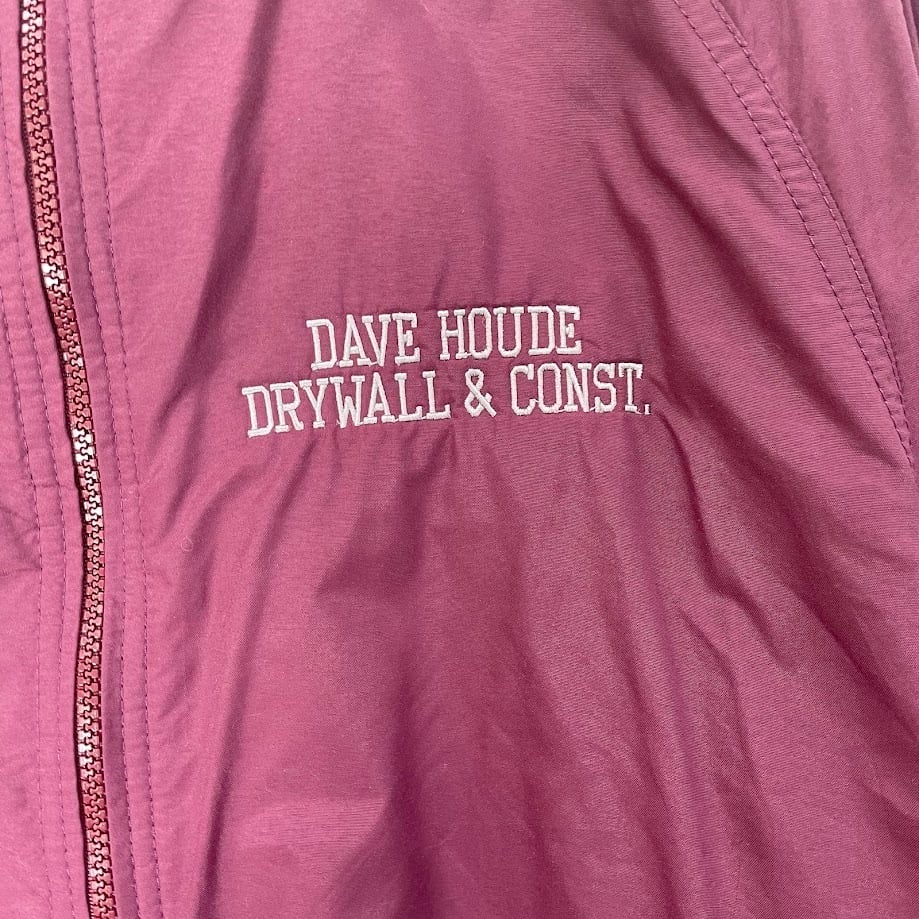 DAVE HOUDE
DRYWALL & CONST.